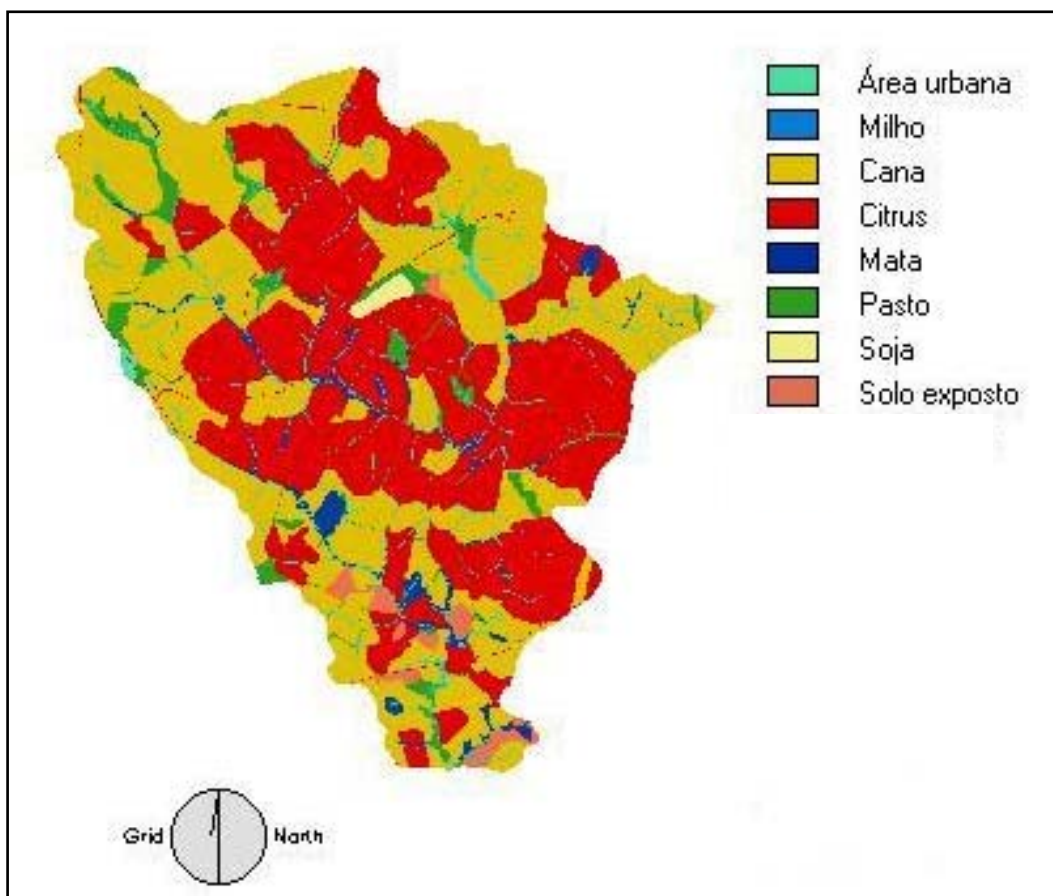 Área urbana
Milho
Cana
Citrus
Mata
Pasto
Soja
Solo exposto
Grid North